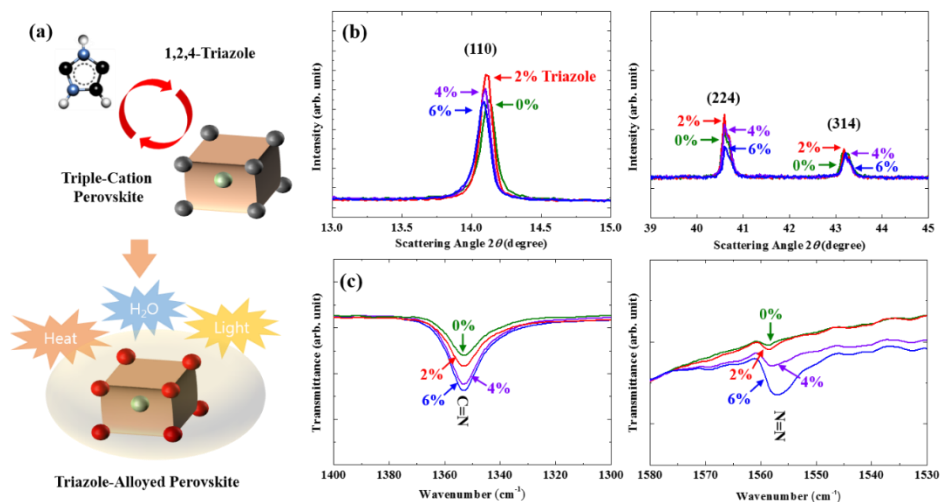 (a)
1,2,4-Triazole
Triple-Cation
Perovskite
Heat
H₂O
Light
Triazole-Alloyed Perovskite
(b)
Intensity (arb. unit)
(110)
2% Triazole
4%
6%
0%
13.0 13.5 14.0 14.5 15.0
Scattering Angle 2θ (degree)
Intensity (arb. unit)
(224)
2%
4%
0%
6%
(314)
2%
4%
0%
6%
39 40 41 42 43 44 45
Scattering Angle 2θ (degree)
(c)
Transmittance (arb. unit)
0%
2%
6%
4%
C=N
1400 1380 1360 1340 1320 1300
Wavenumber (cm⁻¹)
Transmittance (arb. unit)
0%
2%
4%
6%
N=N
1580 1570 1560 1550 1540 1530
Wavenumber (cm⁻¹)